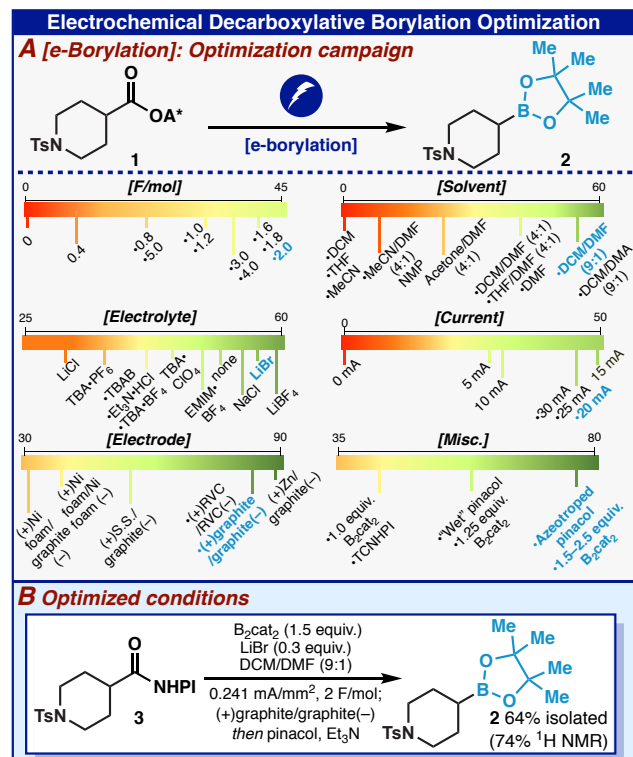 Electrochemical Decarboxylative Borylation Optimization
A [e-Borylation]: Optimization campaign
O
OA*
TsN
1
[e-borylation]
Me
Me
O
Me
B
Me
O
TsN
2
[F/mol]
0
45
0
0.4
•0.8
•5.0
•1.0
•1.2
•3.0
•4.0
•1.6
•1.8
•2.0
[Solvent]
0
60
•DCM
•THF
•MeCN
•MeCN/DMF
(4:1)
NMP
Acetone/DMF
(4:1)
•DCM/DMF (4:1)
•THF/DMF (4:1)
•DMF
•DCM/DMF
(9:1)
•DCM/DMA
(9:1)
[Electrolyte]
25
60
LiCl
TBA•PF6
•TBAB
•Et3N•HCl
•TBA•BF4
TBA•
ClO4
EMIM•
BF4
none
NaCl
LiBr
LiBF4
[Current]
0
50
0 mA
5 mA
10 mA
•30 mA
•25 mA
•20 mA
15 mA
[Electrode]
30
90
(+)Ni
foam/
graphite
(–)
(+)Ni
foam/Ni
foam (–)
(+)S.S./
graphite(–)
•(+)RVC
/RVC(–)
•(+)graphite
/graphite(–)
(+)Zn/
graphite(–)
[Misc.]
35
80
•1.0 equiv.
B2cat2
•TCNHPI
•"Wet" pinacol
•1.25 equiv.
B2cat2
•Azeotroped
pinacol
•1.5–2.5 equiv.
B2cat2
B Optimized conditions
O
NHPI
TsN
3
B2cat2 (1.5 equiv.)
LiBr (0.3 equiv.)
DCM/DMF (9:1)
0.241 mA/mm2, 2 F/mol;
(+)graphite/graphite(–)
then pinacol, Et3N
Me
Me
O
Me
B
Me
O
TsN
2 64% isolated
(74% 1H NMR)